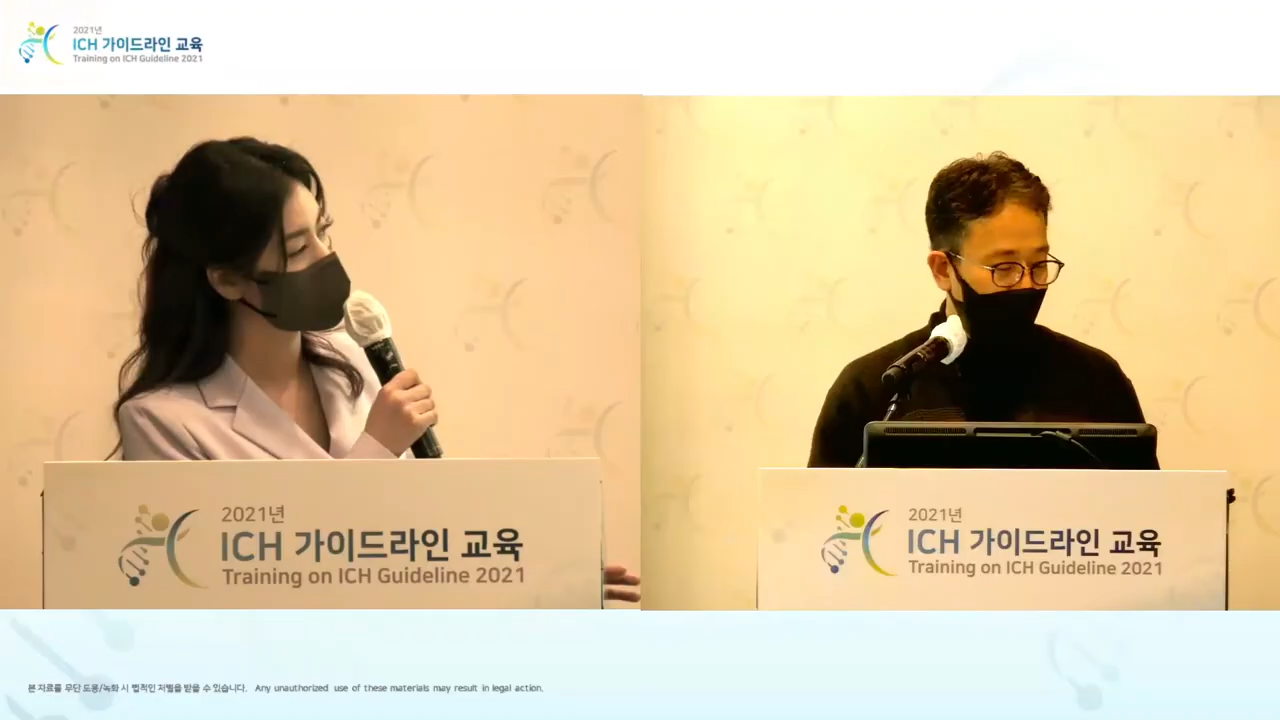 2021년
ICH 가이드라인 교육
Training on ICH Guideline 2021
2021년
ICH 가이드라인 교육
Training on ICH Guideline 2021
2021년
ICH 가이드라인 교육
Training on ICH Guideline 2021
본 자료를 무단 도용/녹화 시 법적인 처벌을 받을 수 있습니다. Any unauthorized use of these materials may result in legal action.